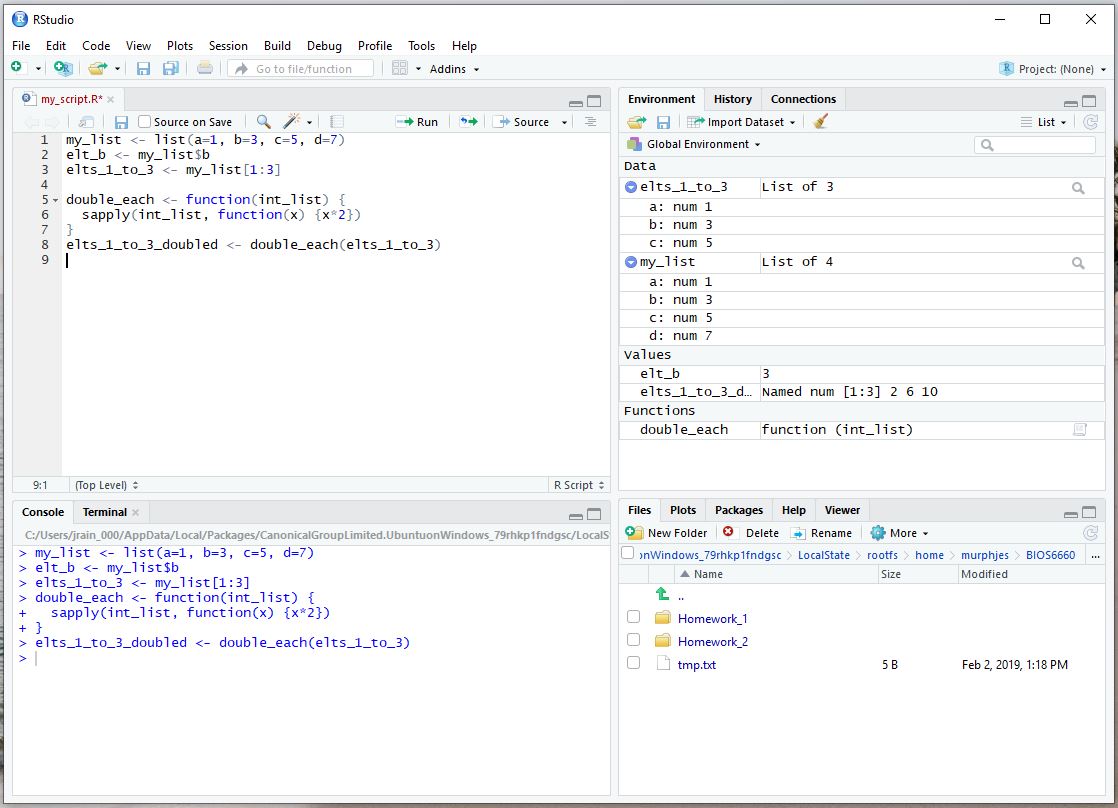 RStudio
File Edit Code View Plots Session Build Debug Profile Tools Help
Go to file/function Addins Project: (None)
my_script.R*
Source on Save Run Source
1 my_list <- list(a=1, b=3, c=5, d=7)
2 elt_b <- my_list$b
3 elts_1_to_3 <- my_list[1:3]
4
5 double_each <- function(int_list) {
6   sapply(int_list, function(x) {x*2})
7 }
8 elts_1_to_3_doubled <- double_each(elts_1_to_3)
9
9:1 (Top Level) R Script
Console Terminal
C:/Users/jrain_000/AppData/Local/Packages/CanonicalGroupLimited.UbuntuonWindows_79rhkp1fndgsc/LocalS
> my_list <- list(a=1, b=3, c=5, d=7)
> elt_b <- my_list$b
> elts_1_to_3 <- my_list[1:3]
> double_each <- function(int_list) {
+   sapply(int_list, function(x) {x*2})
+ }
> elts_1_to_3_doubled <- double_each(elts_1_to_3)
>
Environment History Connections
Import Dataset List
Global Environment
Data
elts_1_to_3 List of 3
a: num 1
b: num 3
c: num 5
my_list List of 4
a: num 1
b: num 3
c: num 5
d: num 7
Values
elt_b 3
elts_1_to_3_d… Named num [1:3] 2 6 10
Functions
double_each function (int_list)
Files Plots Packages Help Viewer
New Folder Delete Rename More
onWindows_79rhkp1fndgsc > LocalState > rootfs > home > murphjes > BIOS6660 ...
Name Size Modified
..
Homework_1
Homework_2
tmp.txt 5 B Feb 2, 2019, 1:18 PM